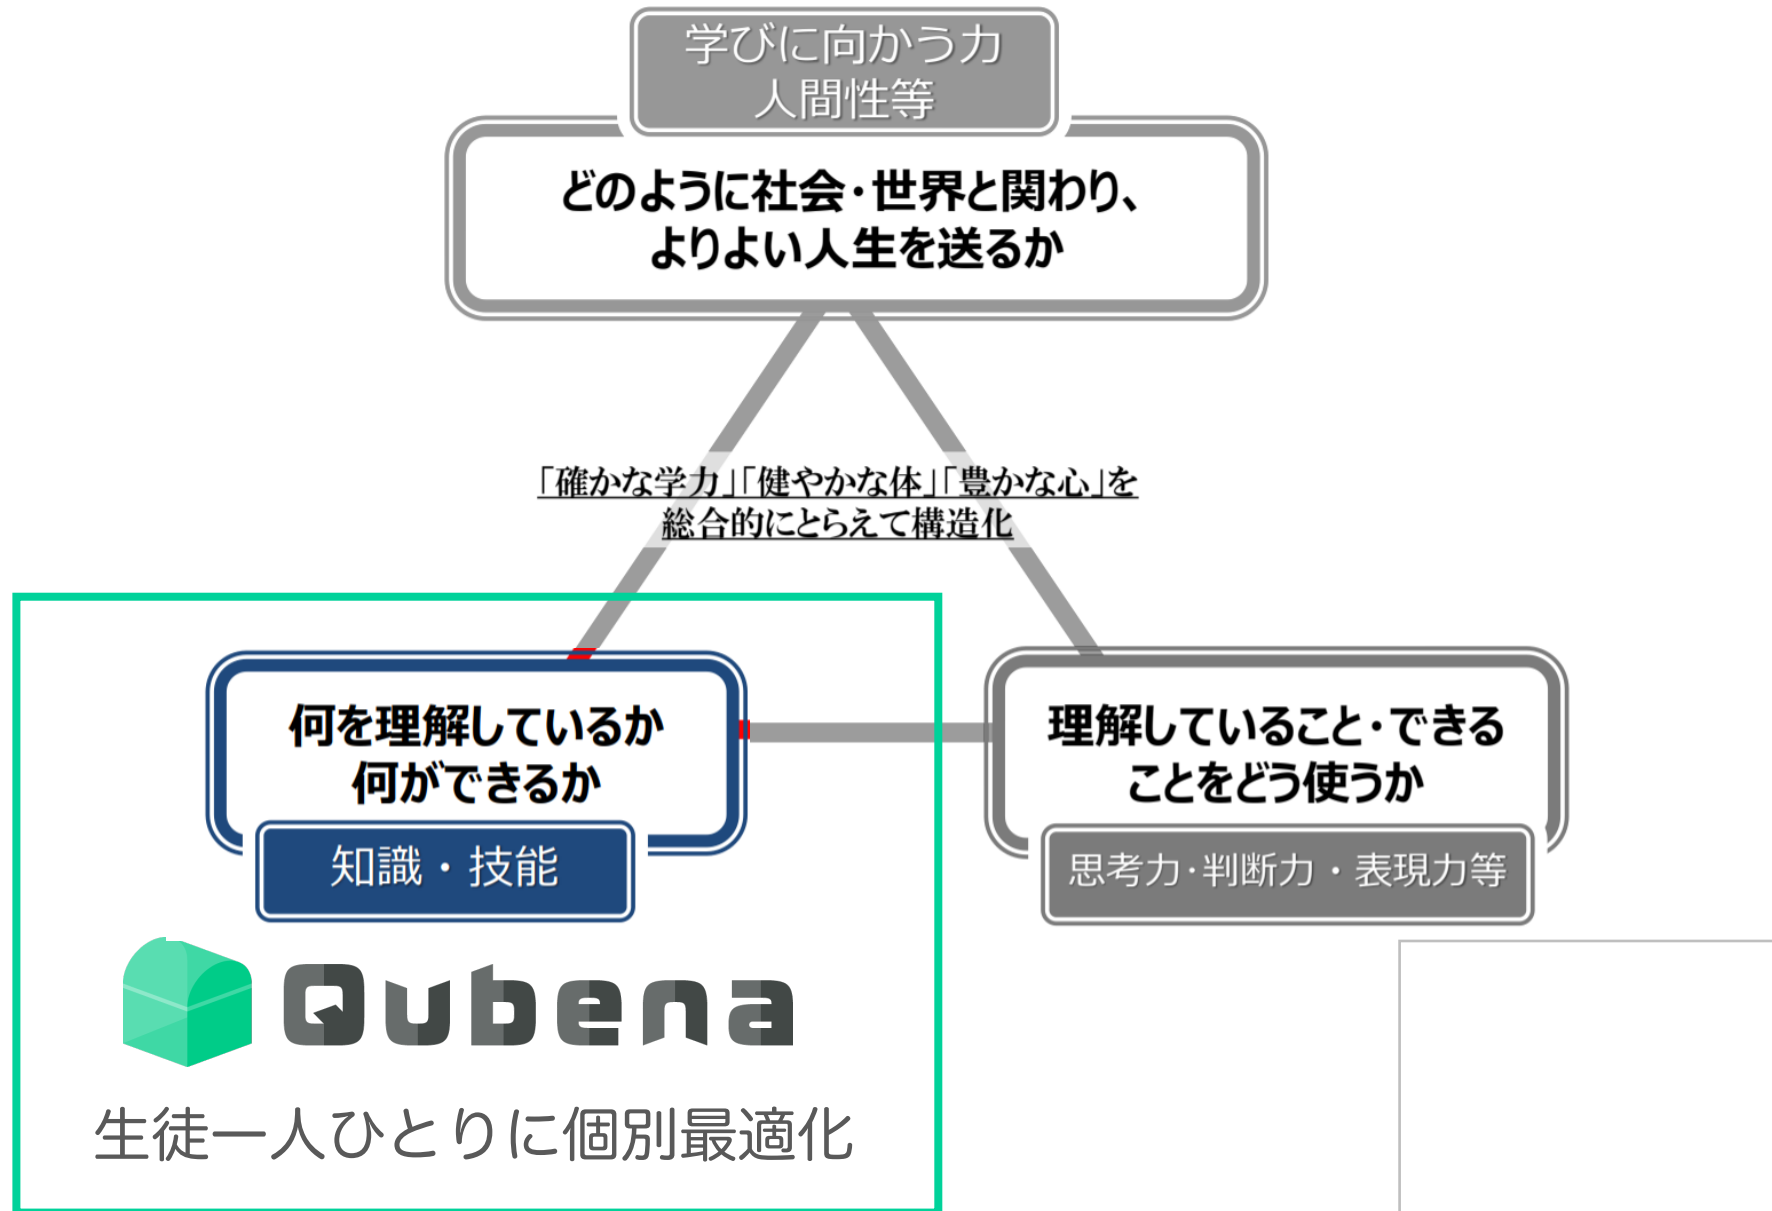 学びに向かう力
人間性等
どのように社会・世界と関わり、
よりよい人生を送るか
「確かな学力」「健やかな体」「豊かな心」を
総合的にとらえて構造化
何を理解しているか
何ができるか
知識・技能
理解していること・できる
ことをどう使うか
思考力・判断力・表現力等
Qubena
生徒一人ひとりに個別最適化